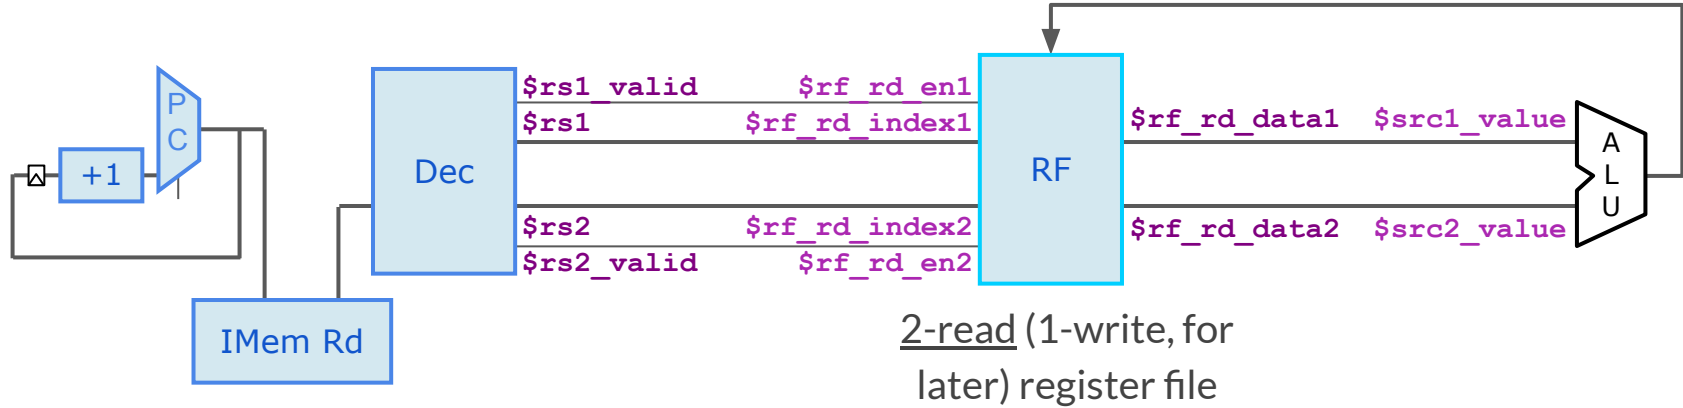 P
C
+1
IMem Rd
Dec
$rs1_valid $rf_rd_en1
$rs1 $rf_rd_index1
$rs2 $rf_rd_index2
$rs2_valid $rf_rd_en2
RF
$rf_rd_data1 $src1_value
$rf_rd_data2 $src2_value
A
L
U
2-read (1-write, for
later) register file